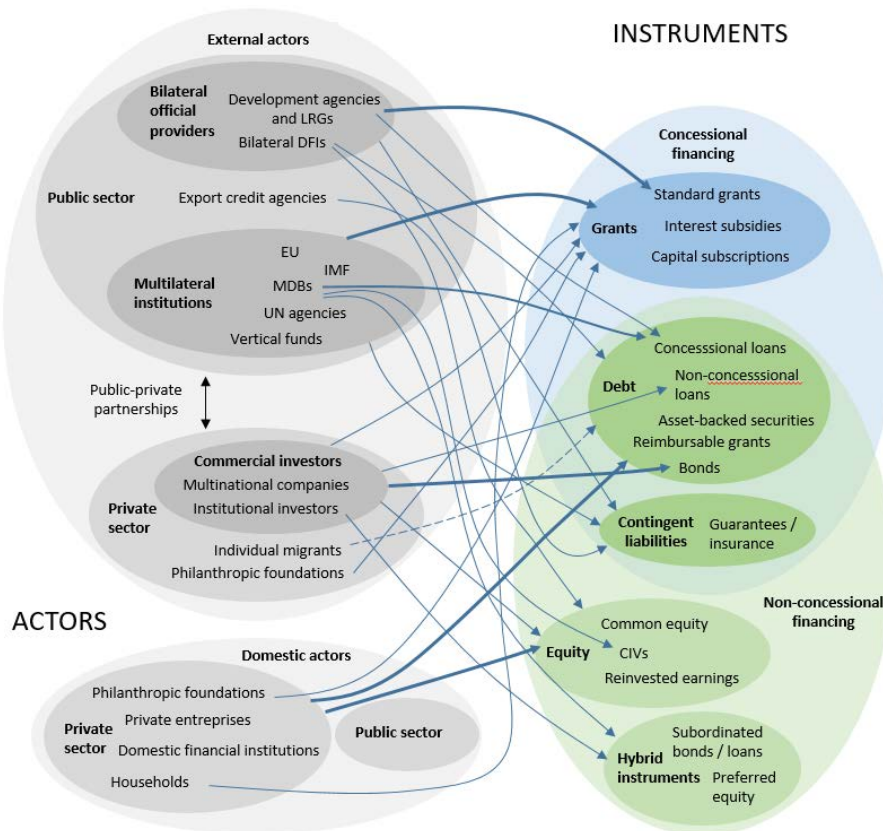 INSTRUMENTS
External actors
Bilateral
official
providers
Development agencies
and LRGs
Bilateral DFIs
Public sector
Export credit agencies
EU
IMF
Multilateral
institutions
MDBs
UN agencies
Vertical funds
Public-private
partnerships
Commercial investors
Multinational companies
Institutional investors
Private
sector
Individual migrants
Philanthropic foundations
ACTORS
Domestic actors
Philanthropic foundations
Private
sector
Private entreprises
Domestic financial institutions
Households
Public sector
Concessional
financing
Standard grants
Grants
Interest subsidies
Capital subscriptions
Concesssional loans
Debt
Non-concesssional
loans
Asset-backed securities
Reimbursable grants
Bonds
Contingent
liabilities
Guarantees /
insurance
Non-concessional
financing
Common equity
Equity
CIVs
Reinvested earnings
Subordinated
bonds / loans
Hybrid
instruments
Preferred
equity